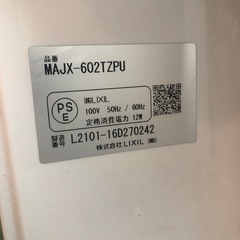 品番
MAJX-602TZPU
PS
E
㈱LIXIL
100V 50Hz / 60Hz
定格消費電力 12W
製造
番号 L2101-16D270242
株式会社 LIXIL (WB)